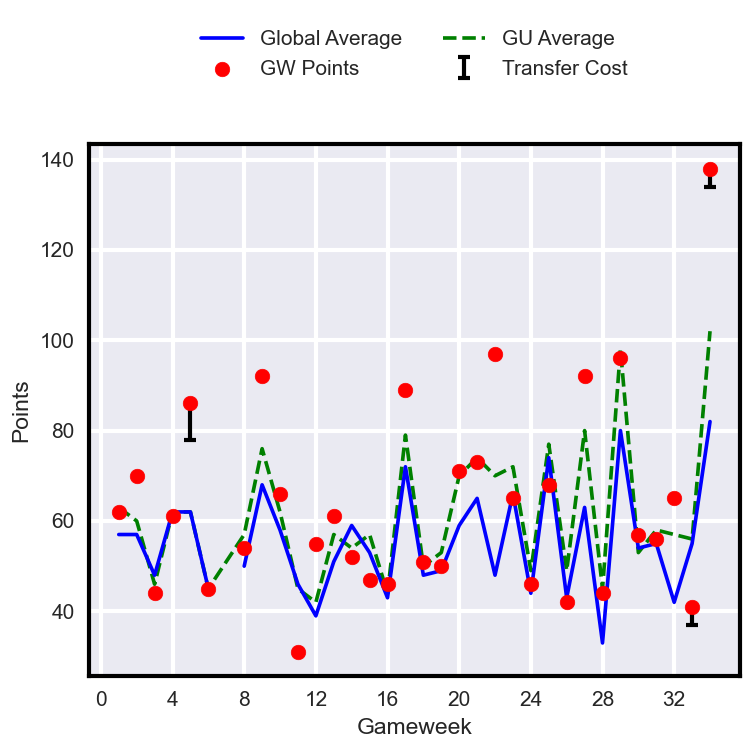 Global Average
GU Average
GW Points
Transfer Cost
140
120
100
80
60
40
Points
0 4 8 12 16 20 24 28 32
Gameweek